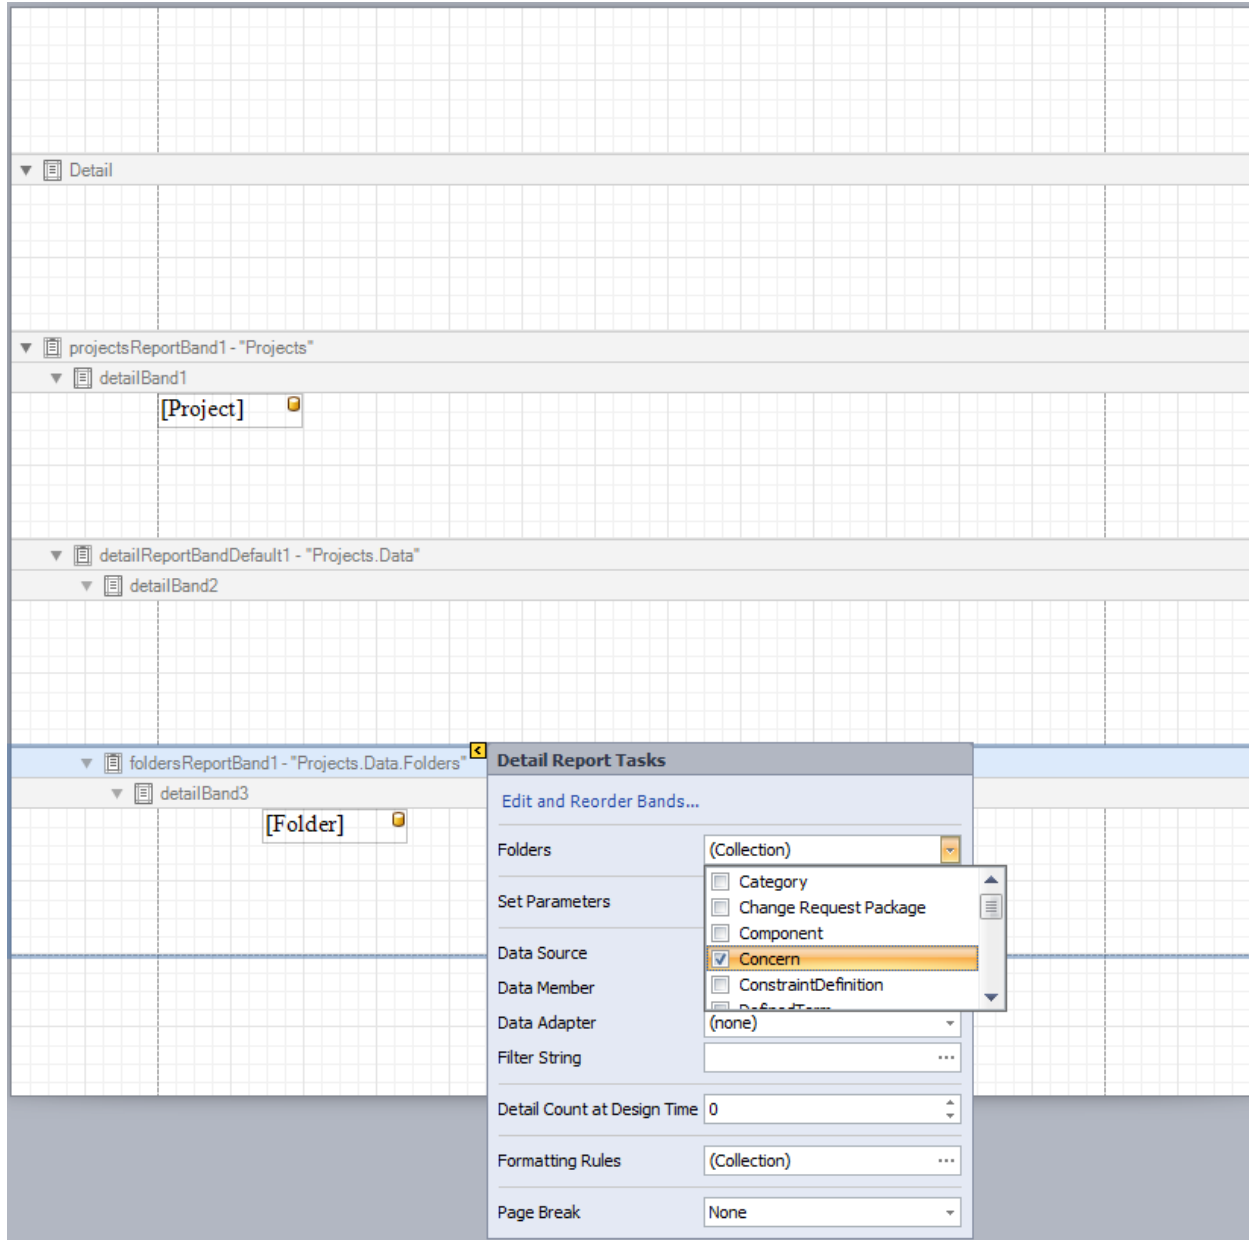 Detail
projectsReportBand1 - "Projects"
detailBand1
[Project]
detailReportBandDefault1 - "Projects.Data"
detailBand2
foldersReportBand1 - "Projects.Data.Folders"
Detail Report Tasks
detailBand3
[Folder]
Edit and Reorder Bands...
Folders (Collection)
Category
Set Parameters
Change Request Package
Component
Data Source
Concern
Data Member
ConstraintDefinition
DefinedTerm
Data Adapter (none)
Filter String
Detail Count at Design Time 0
Formatting Rules (Collection)
Page Break None